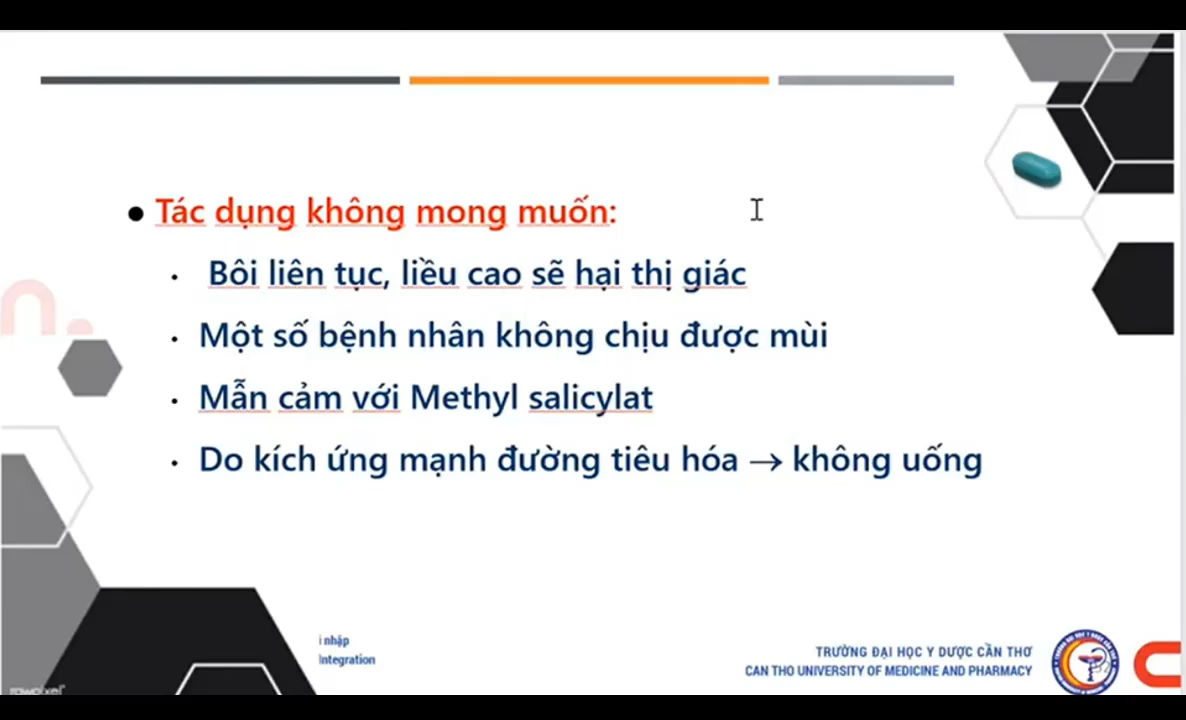 Tác dụng không mong muốn:
Bôi liên tục, liều cao sẽ hại thị giác
Một số bệnh nhân không chịu được mùi
Mẫn cảm với Methyl salicylat
Do kích ứng mạnh đường tiêu hóa → không uống
i nhập
Integration
TRƯỜNG ĐẠI HỌC Y DƯỢC CẦN THƠ
CAN THO UNIVERSITY OF MEDICINE AND PHARMACY
rawpixel